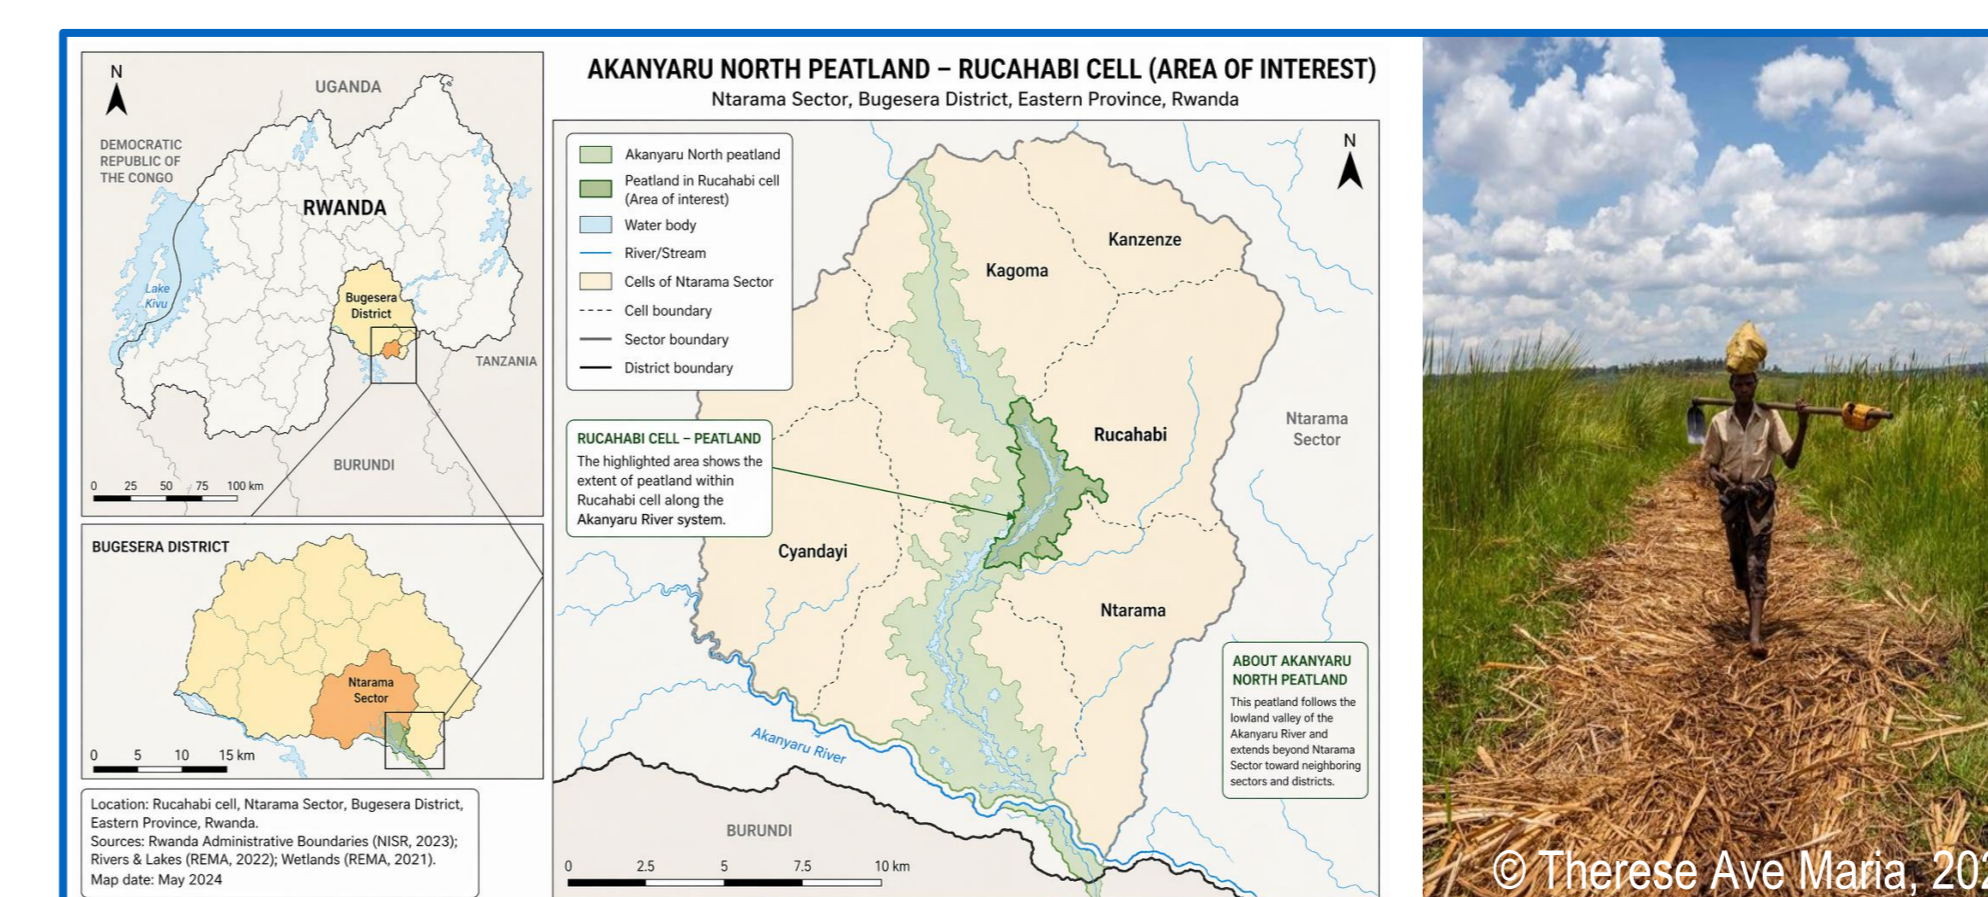 N
UGANDA
DEMOCRATIC
REPUBLIC OF
THE CONGO
RWANDA
Lake
Kivu
Bugesera
District
TANZANIA
BURUNDI
0 25 50 75 100 km
BUGESERA DISTRICT
Ntarama
Sector
0 5 10 15 km
Location: Rucahabi cell, Ntarama Sector, Bugesera District,
Eastern Province, Rwanda.
Sources: Rwanda Administrative Boundaries (NISR, 2023);
Rivers & Lakes (REMA, 2022); Wetlands (REMA, 2021).
Map date: May 2024
AKANYARU NORTH PEATLAND – RUCAHABI CELL (AREA OF INTEREST)
Ntarama Sector, Bugesera District, Eastern Province, Rwanda
Akanyaru North peatland
Peatland in Rucahabi cell
(Area of interest)
Water body
River/Stream
Cells of Ntarama Sector
Cell boundary
Sector boundary
District boundary
N
Kanzenze
Kagoma
Rucahabi
Ntarama
Sector
RUCAHABI CELL – PEATLAND
The highlighted area shows the
extent of peatland within
Rucahabi cell along the
Akanyaru River system.
Cyandayi
Ntarama
ABOUT AKANYARU
NORTH PEATLAND
This peatland follows the
lowland valley of the
Akanyaru River and
extends beyond Ntarama
Sector toward neighboring
sectors and districts.
Akanyaru River
BURUNDI
0 2.5 5 7.5 10 km
© Therese Ave Maria,